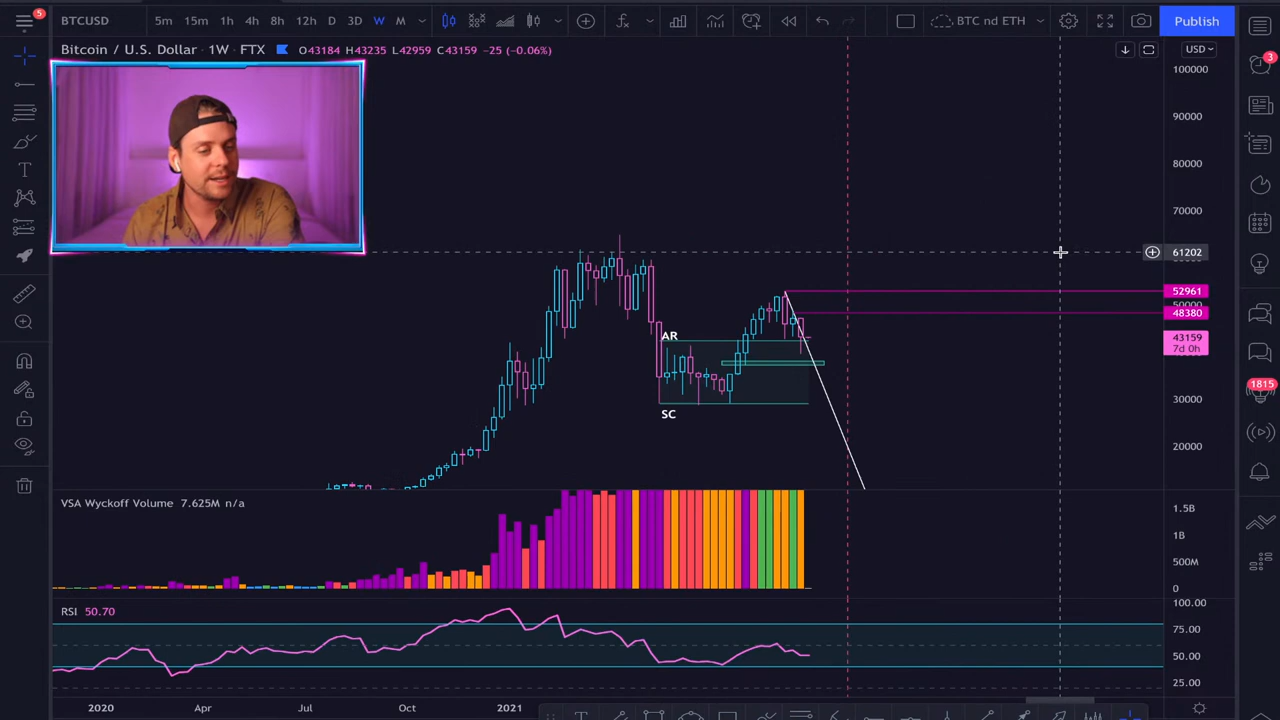 5
5m 15m 1h 4h 8h 12h D 3D W M BTC nd ETH Publish
Bitcoin / U.S. Dollar · 1W · FTX O43184 H43235 L42959 C43159 −25 (−0.06%)
USD
100000
90000
80000
70000
61202
52961
50000
48380
43159
7d 0h
30000
20000
AR
SC
VSA Wyckoff Volume 7.625M n/a
1.5B
1B
500M
0
RSI 50.70
100.00
75.00
50.00
25.00
2020 Apr Jul Oct 2021
3
1815